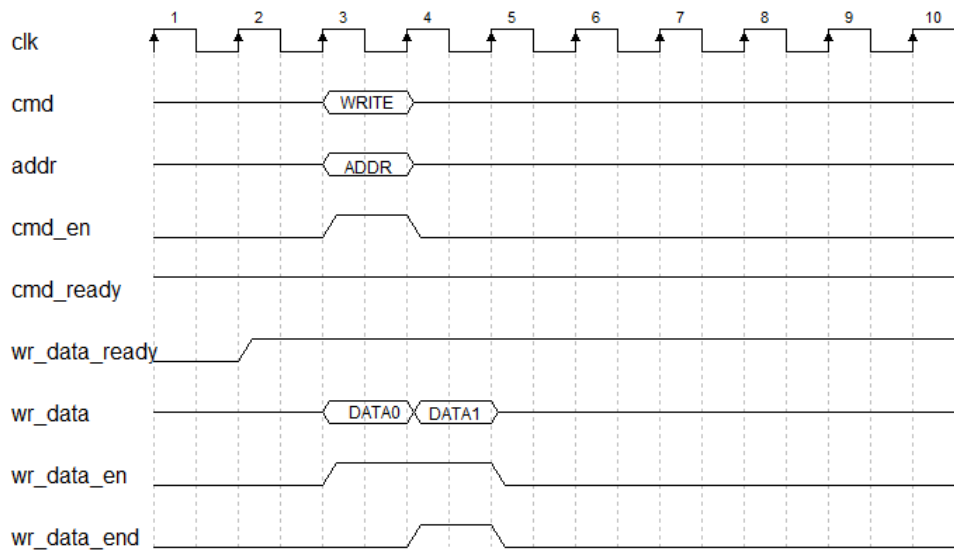 1 2 3 4 5 6 7 8 9 10
clk
cmd WRITE
addr ADDR
cmd_en
cmd_ready
wr_data_ready
wr_data DATA0 DATA1
wr_data_en
wr_data_end